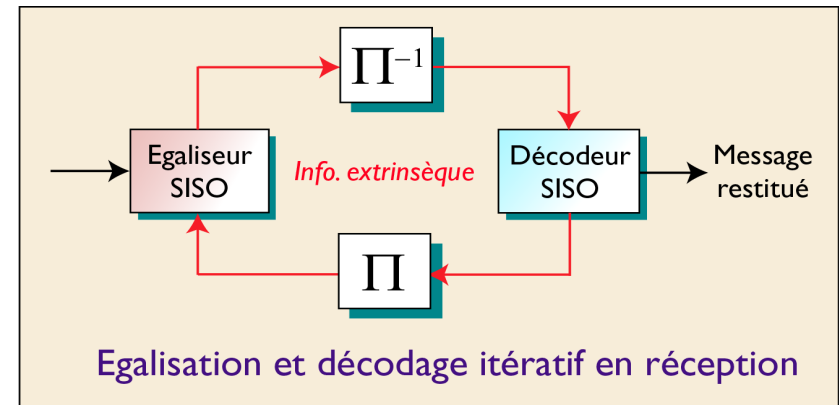 Π⁻¹
Egaliseur
SISO
Info. extrinsèque
Décodeur
SISO
Message
restitué
Π
Egalisation et décodage itératif en réception